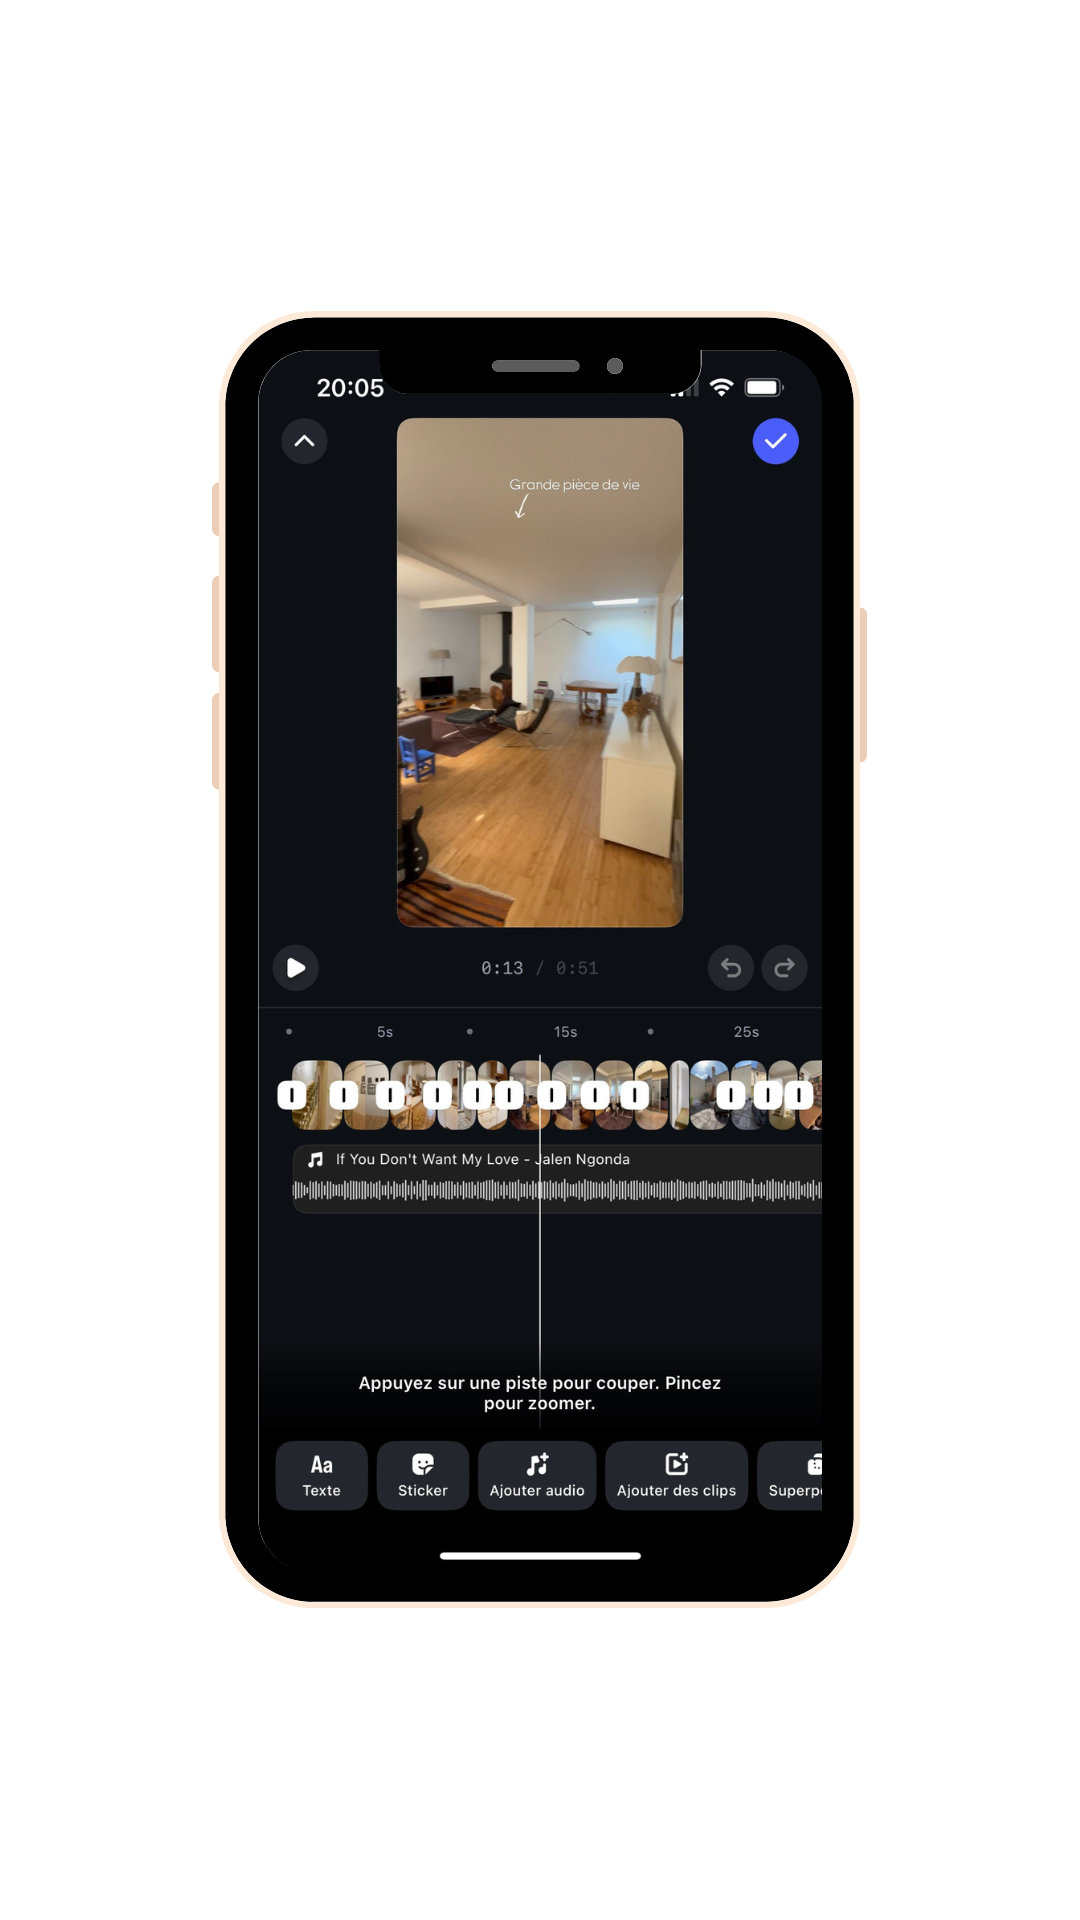 20:05
Grande pièce de vie
0:13 / 0:51
5s 15s 25s
If You Don't Want My Love - Jalen Ngonda
Appuyez sur une piste pour couper. Pincez
pour zoomer.
Aa
Texte Sticker Ajouter audio Ajouter des clips